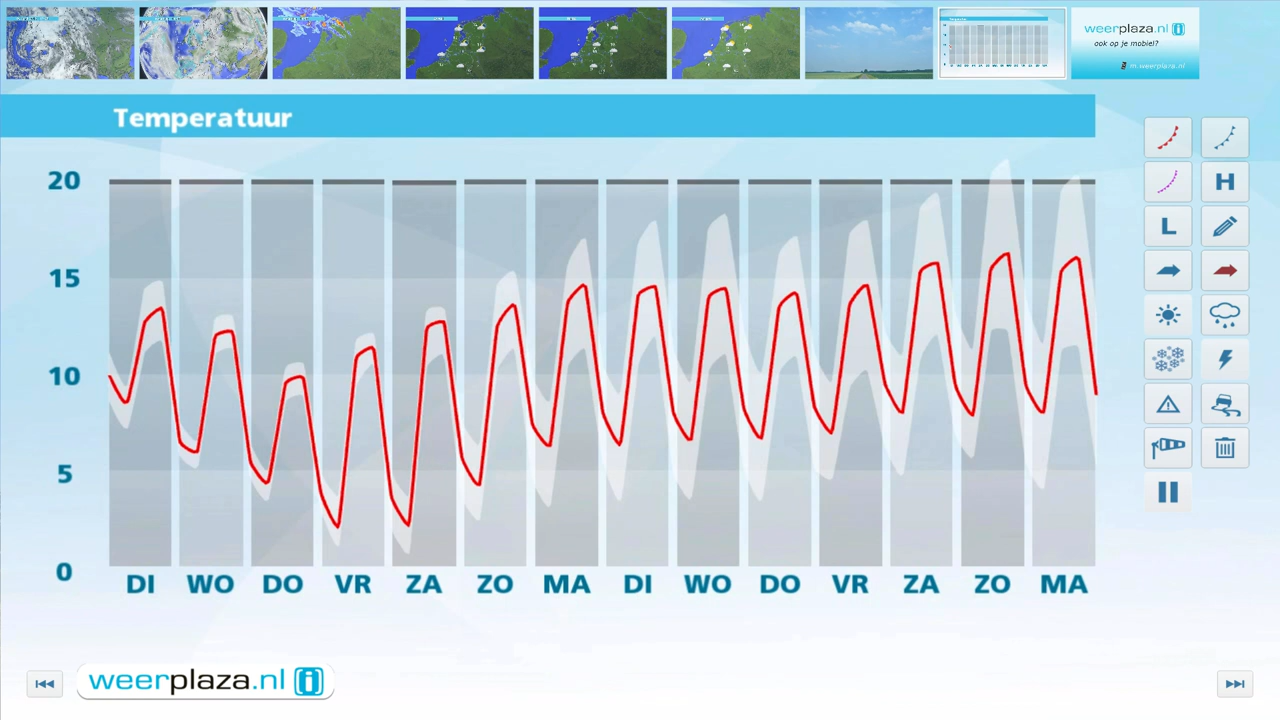 weerplaza.nl i
ook op je mobiel?
m.weerplaza.nl
Temperatuur
20
15
10
5
0
DI WO DO VR ZA ZO MA DI WO DO VR ZA ZO MA
H
L
weerplaza.nl i